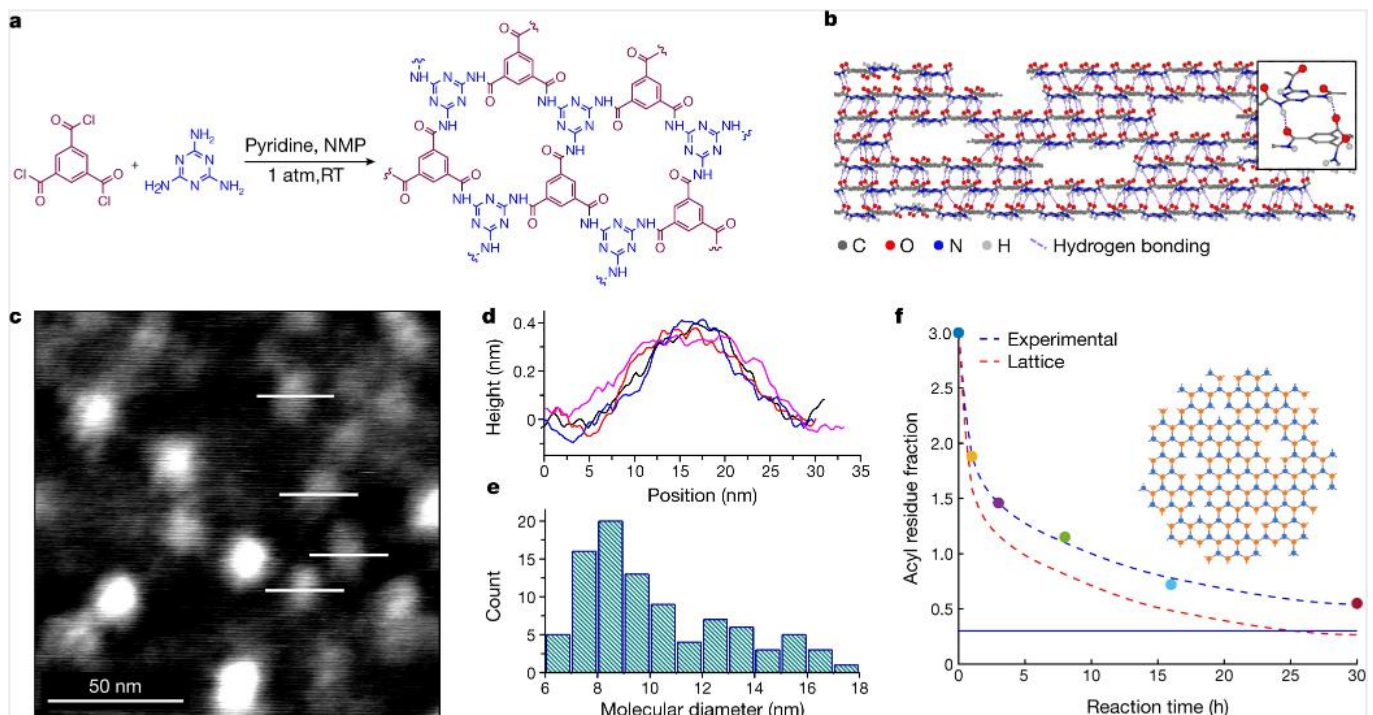 a
Cl
O
Cl
O
Cl
O
+
NH2
H2N
NH2
N
N
N
Pyridine, NMP
1 atm,RT
b
C O N H Hydrogen bonding
c
50 nm
d
Height (nm)
0.4
0.2
0
0 5 10 15 20 25 30 35
Position (nm)
e
Count
20
15
10
5
0
6 8 10 12 14 16 18
Molecular diameter (nm)
f
Acyl residue fraction
3.0
2.5
2.0
1.5
1.0
0.5
0
Experimental
Lattice
0 5 10 15 20 25 30
Reaction time (h)